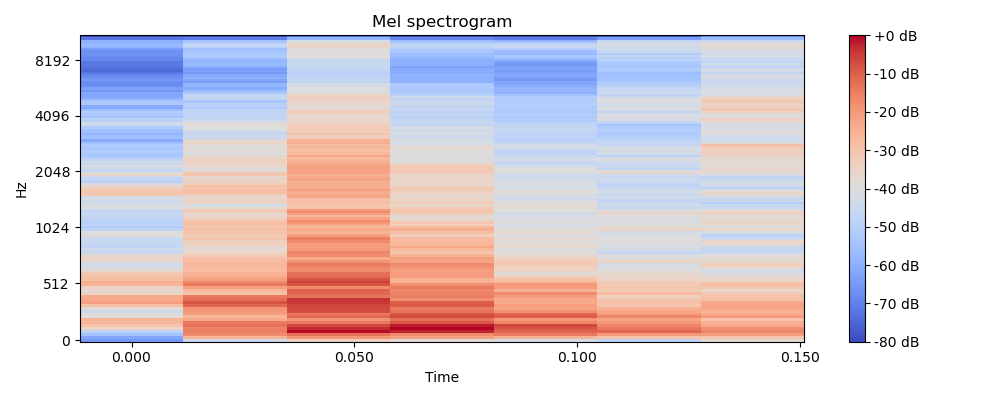 Mel spectrogram
Hz
8192
4096
2048
1024
512
0
0.000 0.050 0.100 0.150
Time
+0 dB
-10 dB
-20 dB
-30 dB
-40 dB
-50 dB
-60 dB
-70 dB
-80 dB